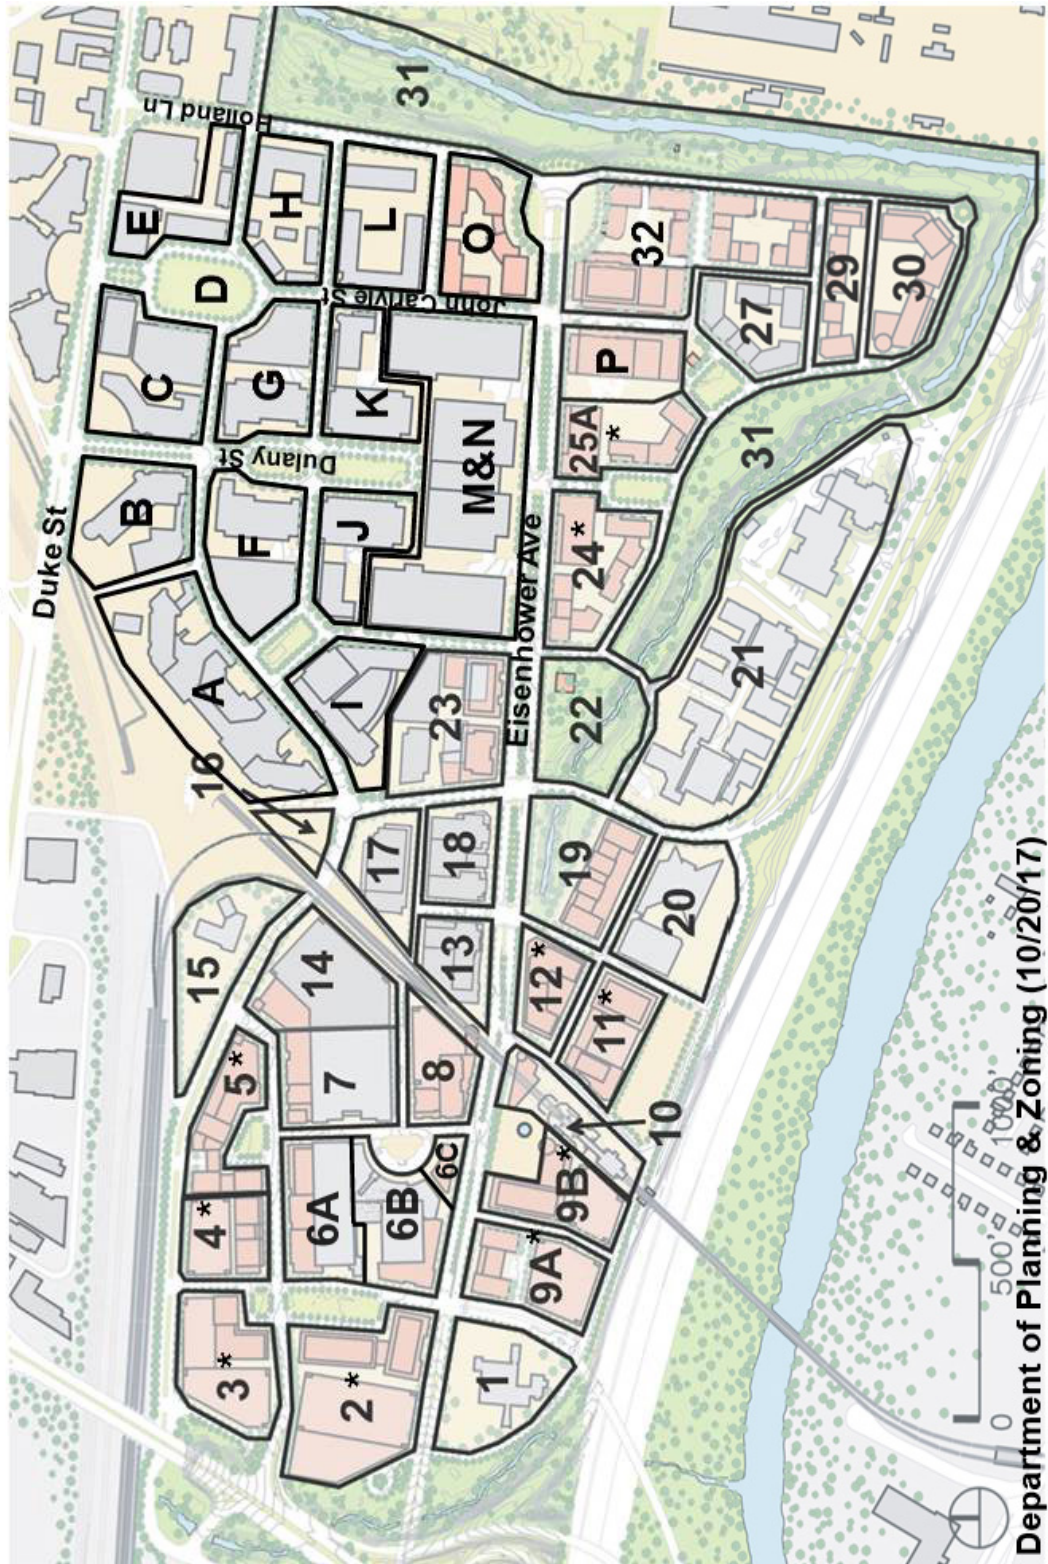 Duke St
E
C
B
Holland Ln
D
H
A
16
15
G
F
Dulany St
5*
4*
3*
14
L
K
J
I
John Carlyle St
7
6A
2*
31
17
6B
8
6C
23
18
13
O
M&N
1
Eisenhower Ave
9A*
9B*
12*
19
22
24*
25A*
P
32
11*
10
20
21
31
27
29
30
0
500'
1000'
Department of Planning & Zoning (10/20/17)